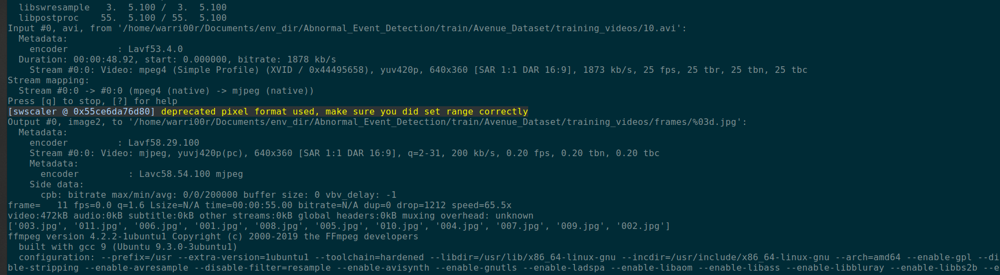 libswresample   3.  5.100 /  3.  5.100
libpostproc    55.  5.100 / 55.  5.100
Input #0, avi, from '/home/warri00r/Documents/env_dir/Abnormal_Event_Detection/train/Avenue_Dataset/training_videos/10.avi':
Metadata:
encoder         : Lavf53.4.0
Duration: 00:00:48.92, start: 0.000000, bitrate: 1878 kb/s
Stream #0:0: Video: mpeg4 (Simple Profile) (XVID / 0x44495658), yuv420p, 640x360 [SAR 1:1 DAR 16:9], 1873 kb/s, 25 fps, 25 tbr, 25 tbn, 25 tbc
Stream mapping:
Stream #0:0 -> #0:0 (mpeg4 (native) -> mjpeg (native))
Press [q] to stop, [?] for help
[swscaler @ 0x55ce6da76d80] deprecated pixel format used, make sure you did set range correctly
Output #0, image2, to '/home/warri00r/Documents/env_dir/Abnormal_Event_Detection/train/Avenue_Dataset/training_videos/frames/%03d.jpg':
Metadata:
encoder         : Lavf58.29.100
Stream #0:0: Video: mjpeg, yuvj420p(pc), 640x360 [SAR 1:1 DAR 16:9], q=2-31, 200 kb/s, 0.20 fps, 0.20 tbn, 0.20 tbc
Metadata:
encoder         : Lavc58.54.100 mjpeg
Side data:
cpb: bitrate max/min/avg: 0/0/200000 buffer size: 0 vbv_delay: -1
frame=   11 fps=0.0 q=1.6 Lsize=N/A time=00:00:55.00 bitrate=N/A dup=0 drop=1212 speed=65.5x
video:472kB audio:0kB subtitle:0kB other streams:0kB global headers:0kB muxing overhead: unknown
['003.jpg', '011.jpg', '006.jpg', '001.jpg', '008.jpg', '005.jpg', '010.jpg', '004.jpg', '007.jpg', '009.jpg', '002.jpg']
ffmpeg version 4.2.2-1ubuntu1 Copyright (c) 2000-2019 the FFmpeg developers
built with gcc 9 (Ubuntu 9.3.0-3ubuntu1)
configuration: --prefix=/usr --extra-version=1ubuntu1 --toolchain=hardened --libdir=/usr/lib/x86_64-linux-gnu --incdir=/usr/include/x86_64-linux-gnu --arch=amd64 --enable-gpl --di
ble-stripping --enable-avresample --disable-filter=resample --enable-avisynth --enable-gnutls --enable-ladspa --enable-libaom --enable-libass --enable-libbluray --enable-libbs2b --e